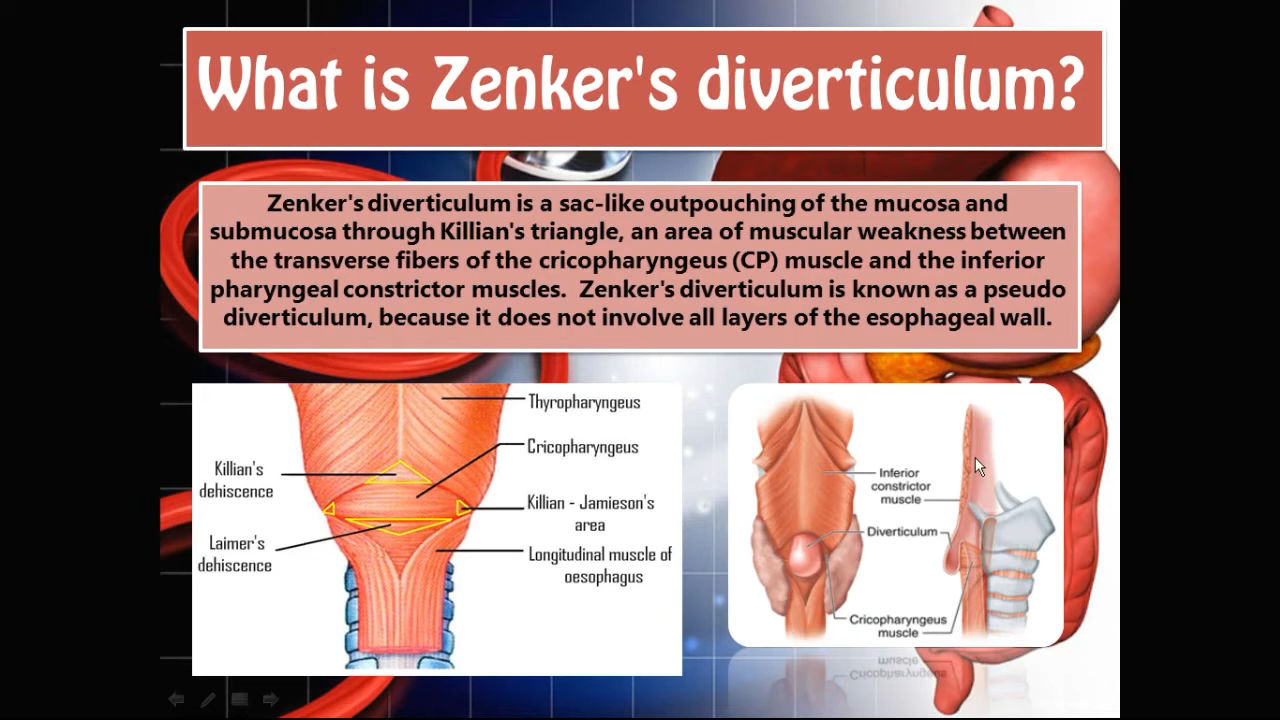 What is Zenker's diverticulum?
Zenker's diverticulum is a sac-like outpouching of the mucosa and
submucosa through Killian's triangle, an area of muscular weakness between
the transverse fibers of the cricopharyngeus (CP) muscle and the inferior
pharyngeal constrictor muscles. Zenker's diverticulum is known as a pseudo
diverticulum, because it does not involve all layers of the esophageal wall.
Thyropharyngeus
Cricopharyngeus
Killian's
dehiscence
Killian - Jamieson's
area
Laimer's
dehiscence
Longitudinal muscle of
oesophagus
Inferior
constrictor
muscle
Diverticulum
Cricopharyngeus
muscle
muscle
Cricopharyngeus